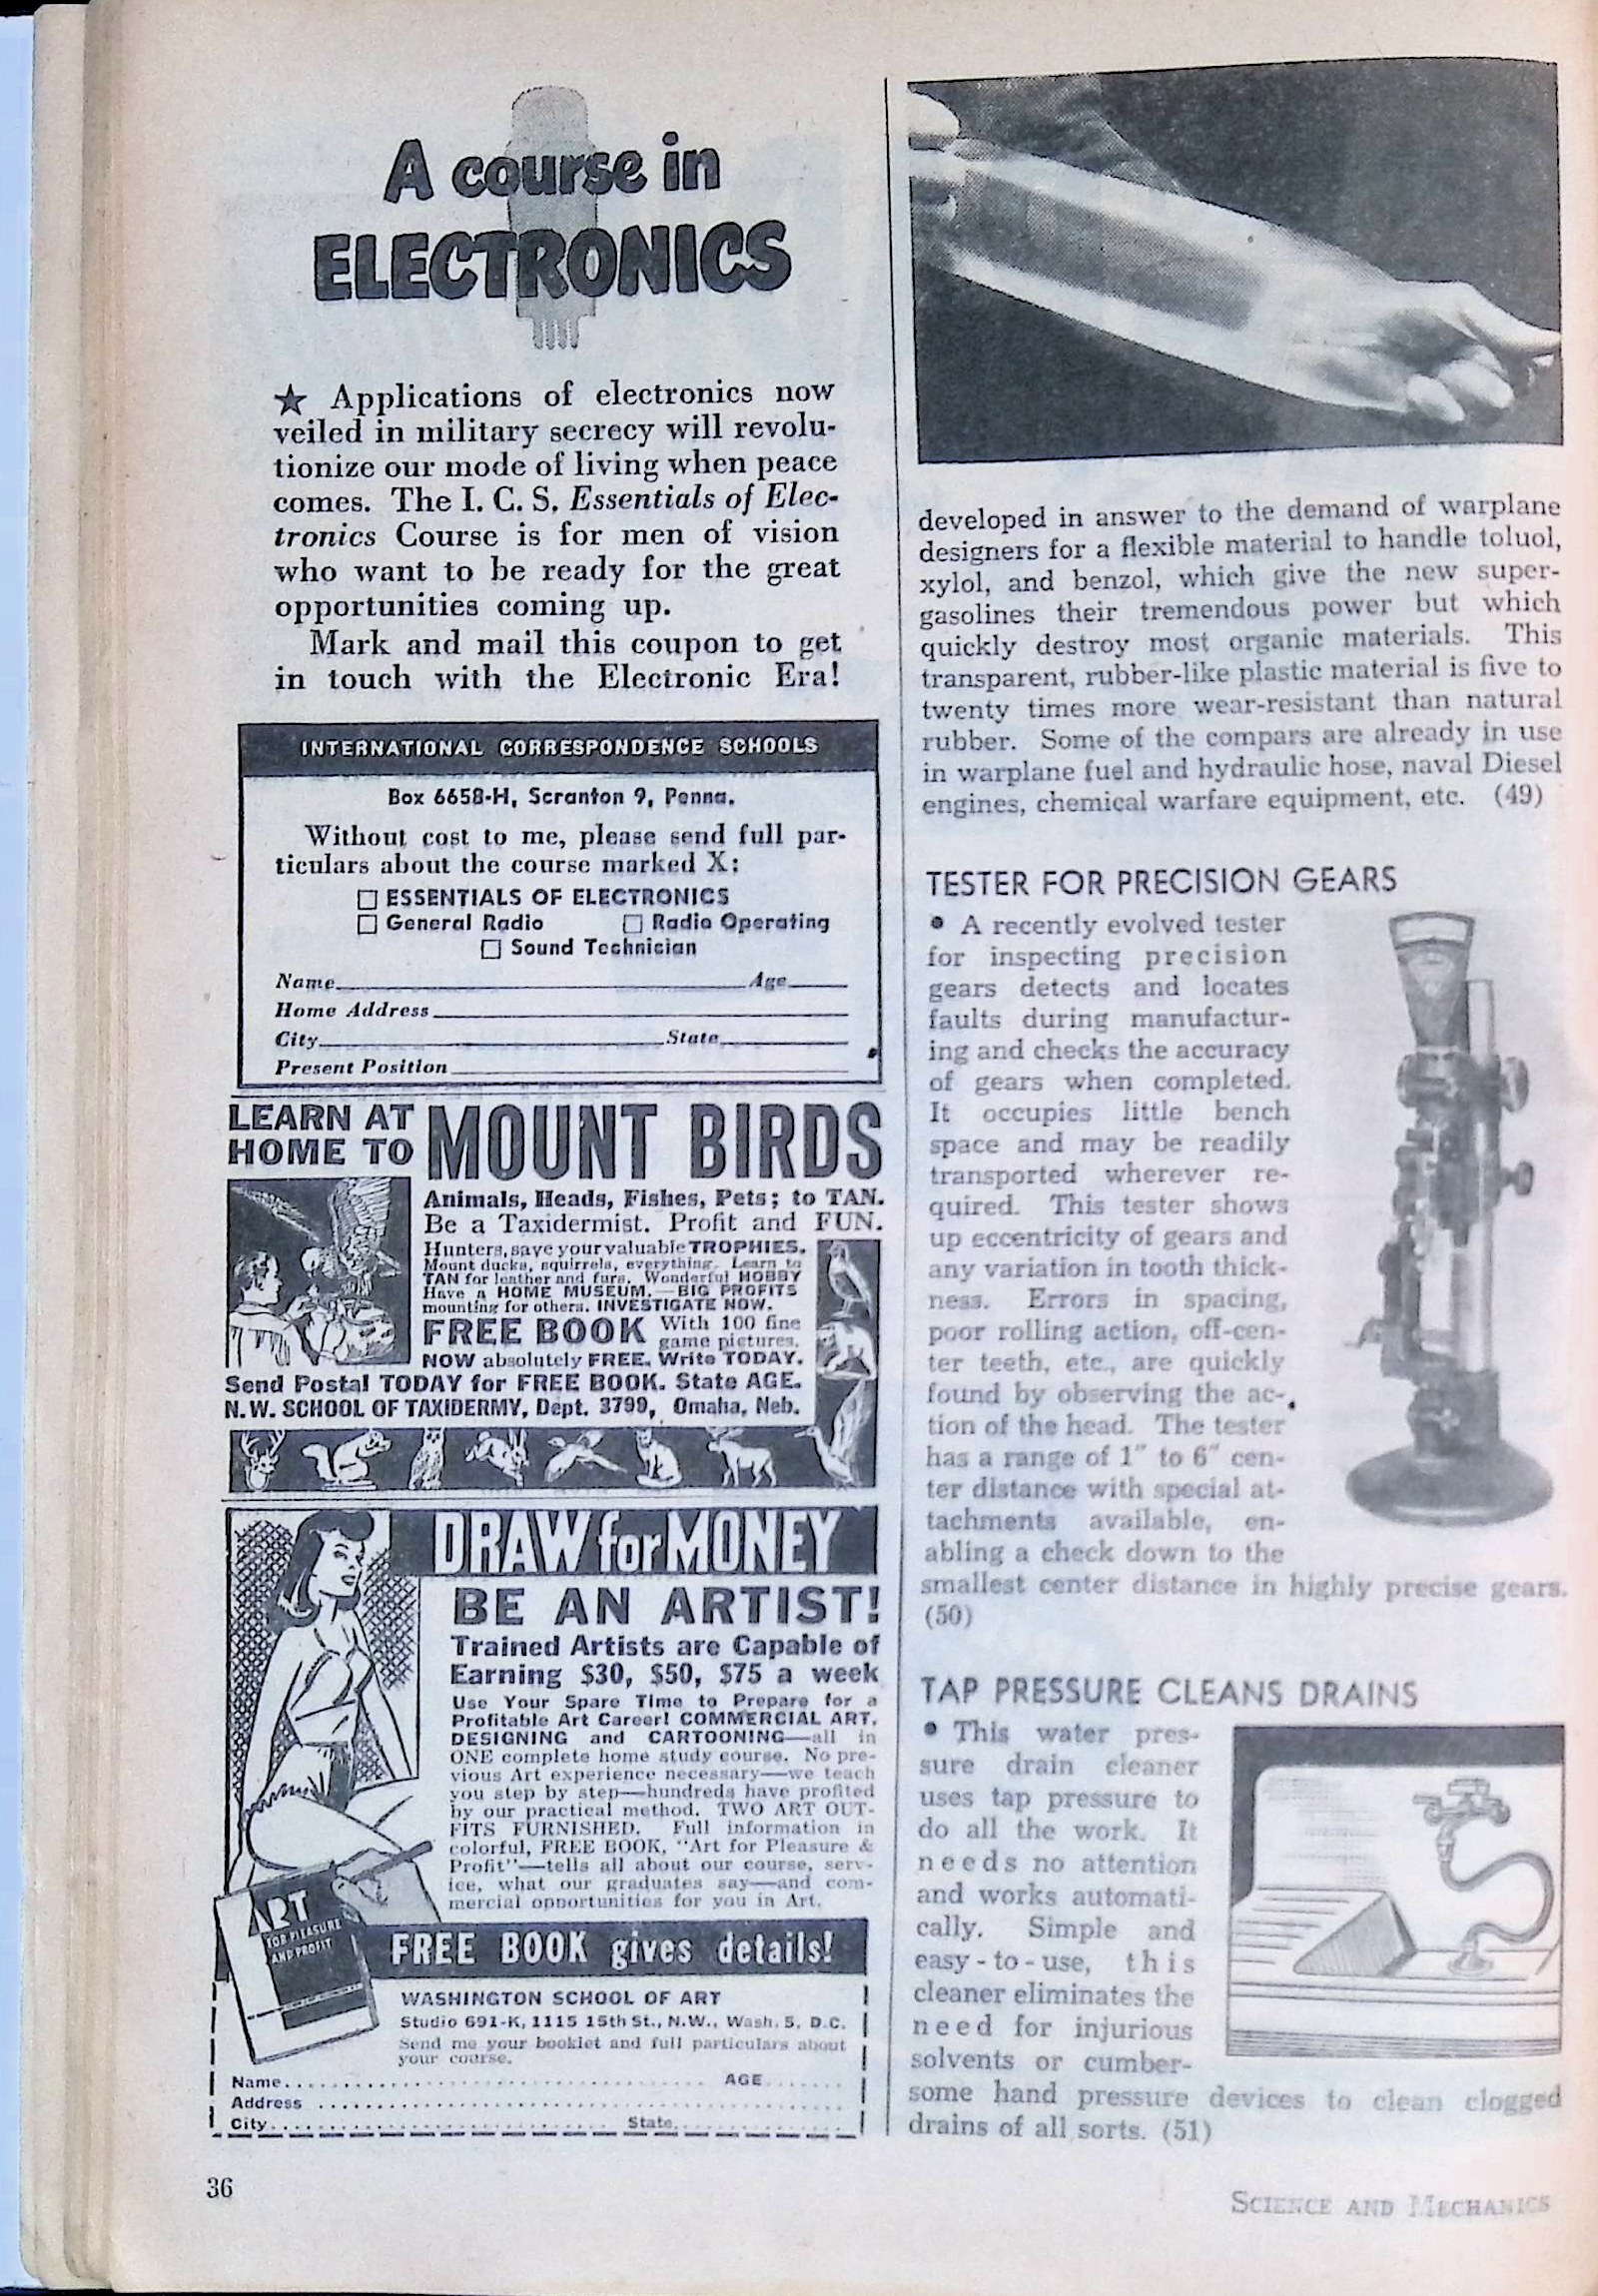 A course in
ELECTRONICS
★ Applications of electronics now
veiled in military secrecy will revolu-
tionize our mode of living when peace
comes. The I. C. S. Essentials of Elec-
tronics Course is for men of vision
who want to be ready for the great
opportunities coming up.
Mark and mail this coupon to get
in touch with the Electronic Era!
INTERNATIONAL CORRESPONDENCE SCHOOLS
Box 6658-H, Scranton 9, Penna.
Without cost to me, please send full par-
ticulars about the course marked X:
☐ ESSENTIALS OF ELECTRONICS
☐ General Radio ☐ Radio Operating
☐ Sound Technician
Name Age
Home Address
City State
Present Position
LEARN AT
HOME TO
MOUNT BIRDS
Animals, Heads, Fishes, Pets; to TAN.
Be a Taxidermist. Profit and FUN.
Hunters, save your valuable TROPHIES.
Mount ducks, squirrels, everything. Learn to
TAN for leather and furs. Wonderful HOBBY
Have a HOME MUSEUM.—BIG PROFITS
mounting for others. INVESTIGATE NOW.
FREE BOOK With 100 fine
game pictures.
NOW absolutely FREE. Write TODAY.
Send Postal TODAY for FREE BOOK. State AGE.
N.W. SCHOOL OF TAXIDERMY, Dept. 3799, Omaha, Neb.
DRAW for MONEY
BE AN ARTIST!
Trained Artists are Capable of
Earning $30, $50, $75 a week
Use Your Spare Time to Prepare for a
Profitable Art Career! COMMERCIAL ART,
DESIGNING and CARTOONING—all in
ONE complete home study course. No pre-
vious Art experience necessary—we teach
you step by step—hundreds have profited
by our practical method. TWO ART OUT-
FITS FURNISHED. Full information in
colorful, FREE BOOK, "Art for Pleasure &
Profit"—tells all about our course, serv-
ice, what our graduates say—and com-
mercial opportunities for you in Art.
ART
FOR PLEASURE
AND PROFIT
FREE BOOK gives details!
WASHINGTON SCHOOL OF ART
Studio 691-K, 1115 15th St., N.W., Wash. 5, D.C.
Send me your booklet and full particulars about
your course.
Name AGE
Address
City State
36
developed in answer to the demand of warplane
designers for a flexible material to handle toluol,
xylol, and benzol, which give the new super-
gasolines their tremendous power but which
quickly destroy most organic materials. This
transparent, rubber-like plastic material is five to
twenty times more wear-resistant than natural
rubber. Some of the compars are already in use
in warplane fuel and hydraulic hose, naval Diesel
engines, chemical warfare equipment, etc. (49)
TESTER FOR PRECISION GEARS
• A recently evolved tester
for inspecting precision
gears detects and locates
faults during manufactur-
ing and checks the accuracy
of gears when completed.
It occupies little bench
space and may be readily
transported wherever re-
quired. This tester shows
up eccentricity of gears and
any variation in tooth thick-
ness. Errors in spacing,
poor rolling action, off-cen-
ter teeth, etc., are quickly
found by observing the ac-
tion of the head. The tester
has a range of 1″ to 6″ cen-
ter distance with special at-
tachments available, en-
abling a check down to the
smallest center distance in highly precise gears.
(50)
TAP PRESSURE CLEANS DRAINS
• This water pres-
sure drain cleaner
uses tap pressure to
do all the work. It
needs no attention
and works automati-
cally. Simple and
easy-to-use, this
cleaner eliminates the
need for injurious
solvents or cumber-
some hand pressure devices to clean clogged
drains of all sorts. (51)
SCIENCE AND MECHANICS